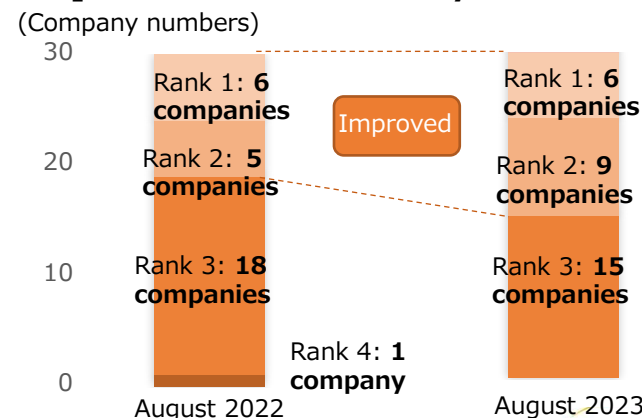 (Company numbers)
30
20
10
0
Rank 1: 6
companies
Rank 2: 5
companies
Rank 3: 18
companies
Rank 4: 1
company
August 2022
Improved
Rank 1: 6
companies
Rank 2: 9
companies
Rank 3: 15
companies
August 2023